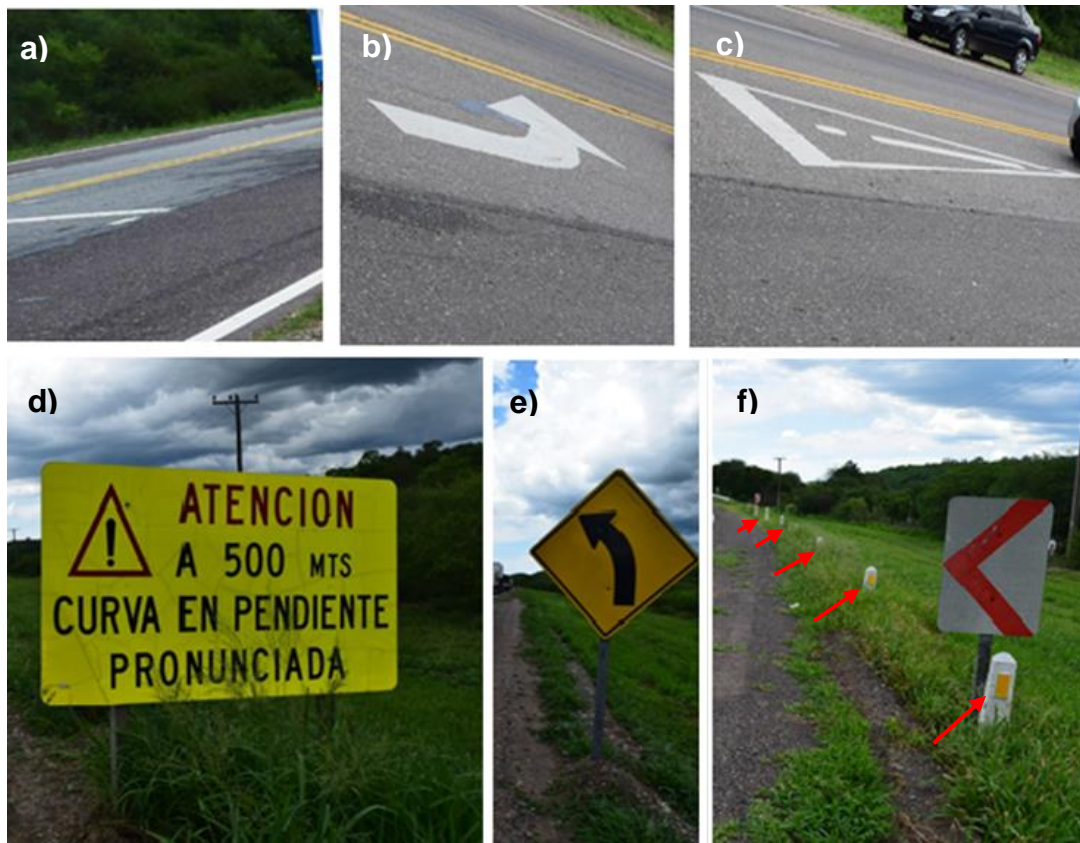 a)
b)
c)
d)
e)
f)
ATENCION
A 500 MTS
CURVA EN PENDIENTE
PRONUNCIADA